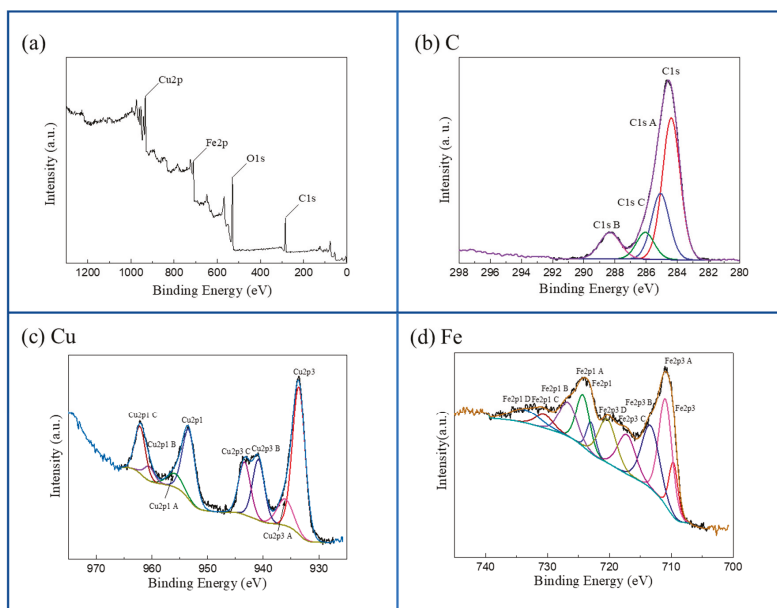 (a)
Cu2p
Fe2p
O1s
C1s
Intensity (a.u.)
1200 1000 800 600 400 200 0
Binding Energy (eV)
(b) C
C1s
C1s A
C1s C
C1s B
Intensity (a.u.)
298 296 294 292 290 288 286 284 282 280
Binding Energy (eV)
(c) Cu
Cu2p3
Cu2p1 C
Cu2p1
Cu2p1 B
Cu2p3 C
Cu2p3 B
Cu2p1 A
Cu2p3 A
Intensity (a.u.)
970 960 950 940 930
Binding Energy (eV)
(d) Fe
Fe2p3 A
Fe2p1 A
Fe2p1 B
Fe2p1
Fe2p1 D
Fe2p1 C
Fe2p3 B
Fe2p3
Fe2p3 D
Fe2p3 C
Intensity(a.u.)
740 730 720 710 700
Binding Energy (eV)